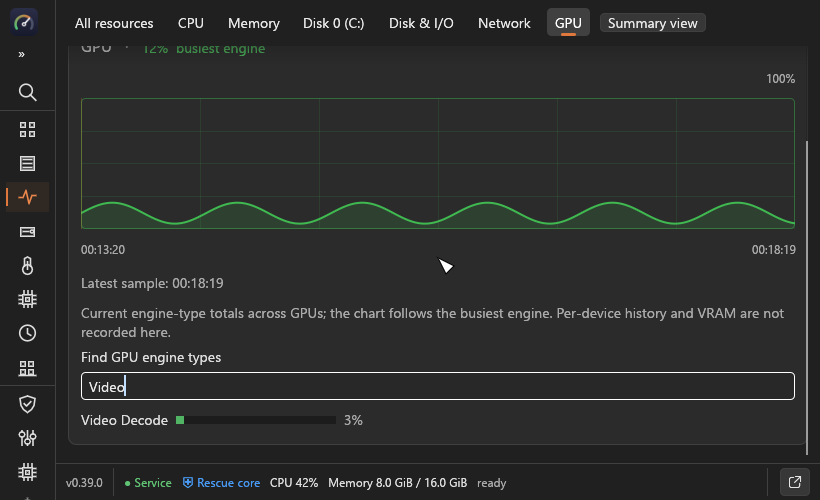 All resources CPU Memory Disk 0 (C:) Disk & I/O Network GPU Summary view
GPU · 12% busiest engine
100%
00:13:20 00:18:19
Latest sample: 00:18:19
Current engine-type totals across GPUs; the chart follows the busiest engine. Per-device history and VRAM are not
recorded here.
Find GPU engine types
Video
Video Decode 3%
v0.39.0 Service Rescue core CPU 42% Memory 8.0 GiB / 16.0 GiB ready